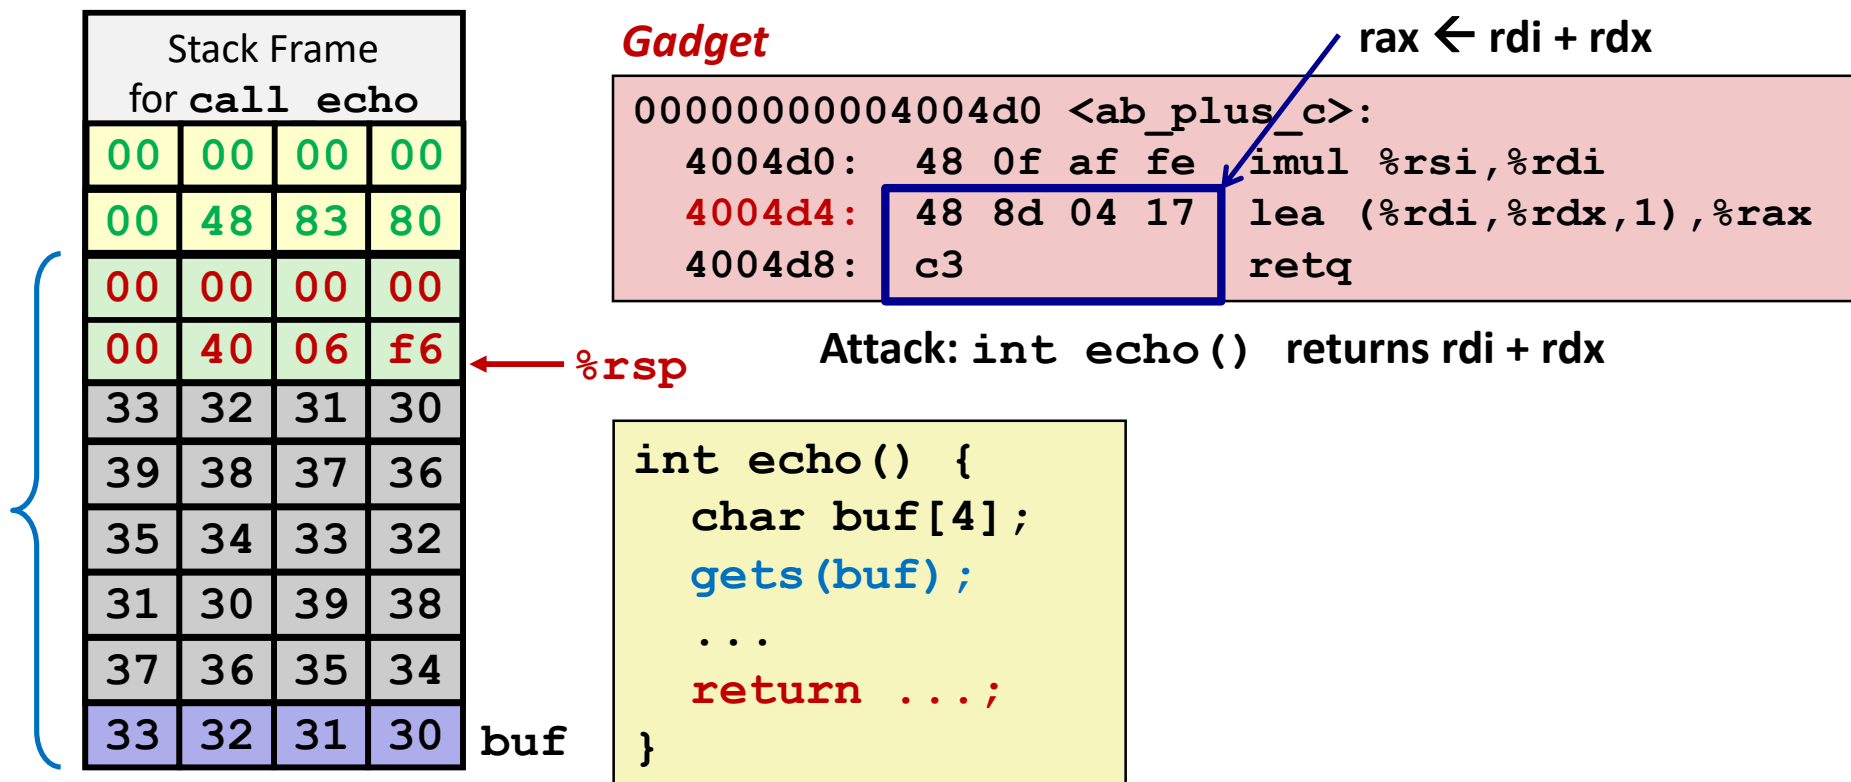 Stack Frame
for call echo
00 00 00 00
00 48 83 80
00 00 00 00
00 40 06 f6
33 32 31 30
39 38 37 36
35 34 33 32
31 30 39 38
37 36 35 34
33 32 31 30
buf
%rsp
Gadget
rax ← rdi + rdx
00000000004004d0 <ab_plus_c>:
4004d0: 48 0f af fe imul %rsi,%rdi
4004d4: 48 8d 04 17 lea (%rdi,%rdx,1),%rax
4004d8: c3 retq
Attack: int echo() returns rdi + rdx
int echo() {
char buf[4];
gets(buf);
...
return ...;
}